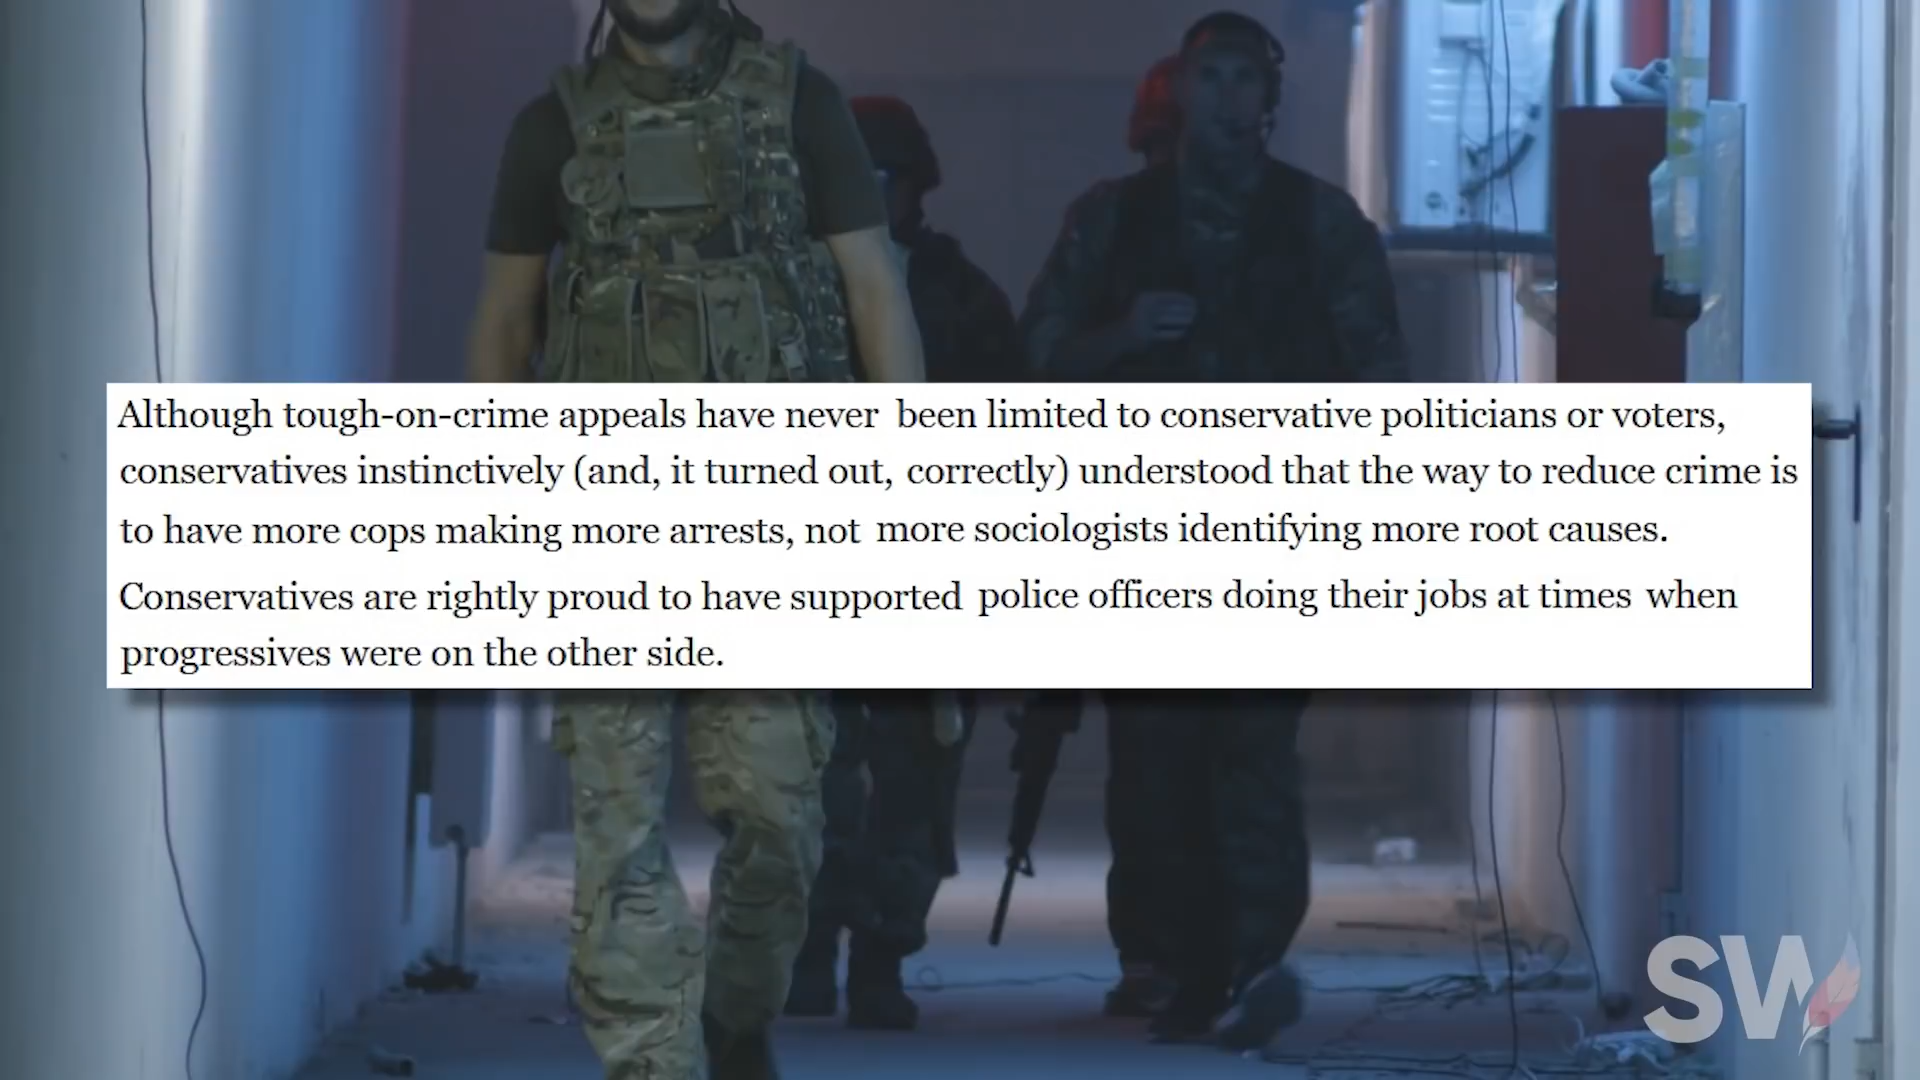 Although tough-on-crime appeals have never been limited to conservative politicians or voters,
conservatives instinctively (and, it turned out, correctly) understood that the way to reduce crime is
to have more cops making more arrests, not more sociologists identifying more root causes.
Conservatives are rightly proud to have supported police officers doing their jobs at times when
progressives were on the other side.
SW